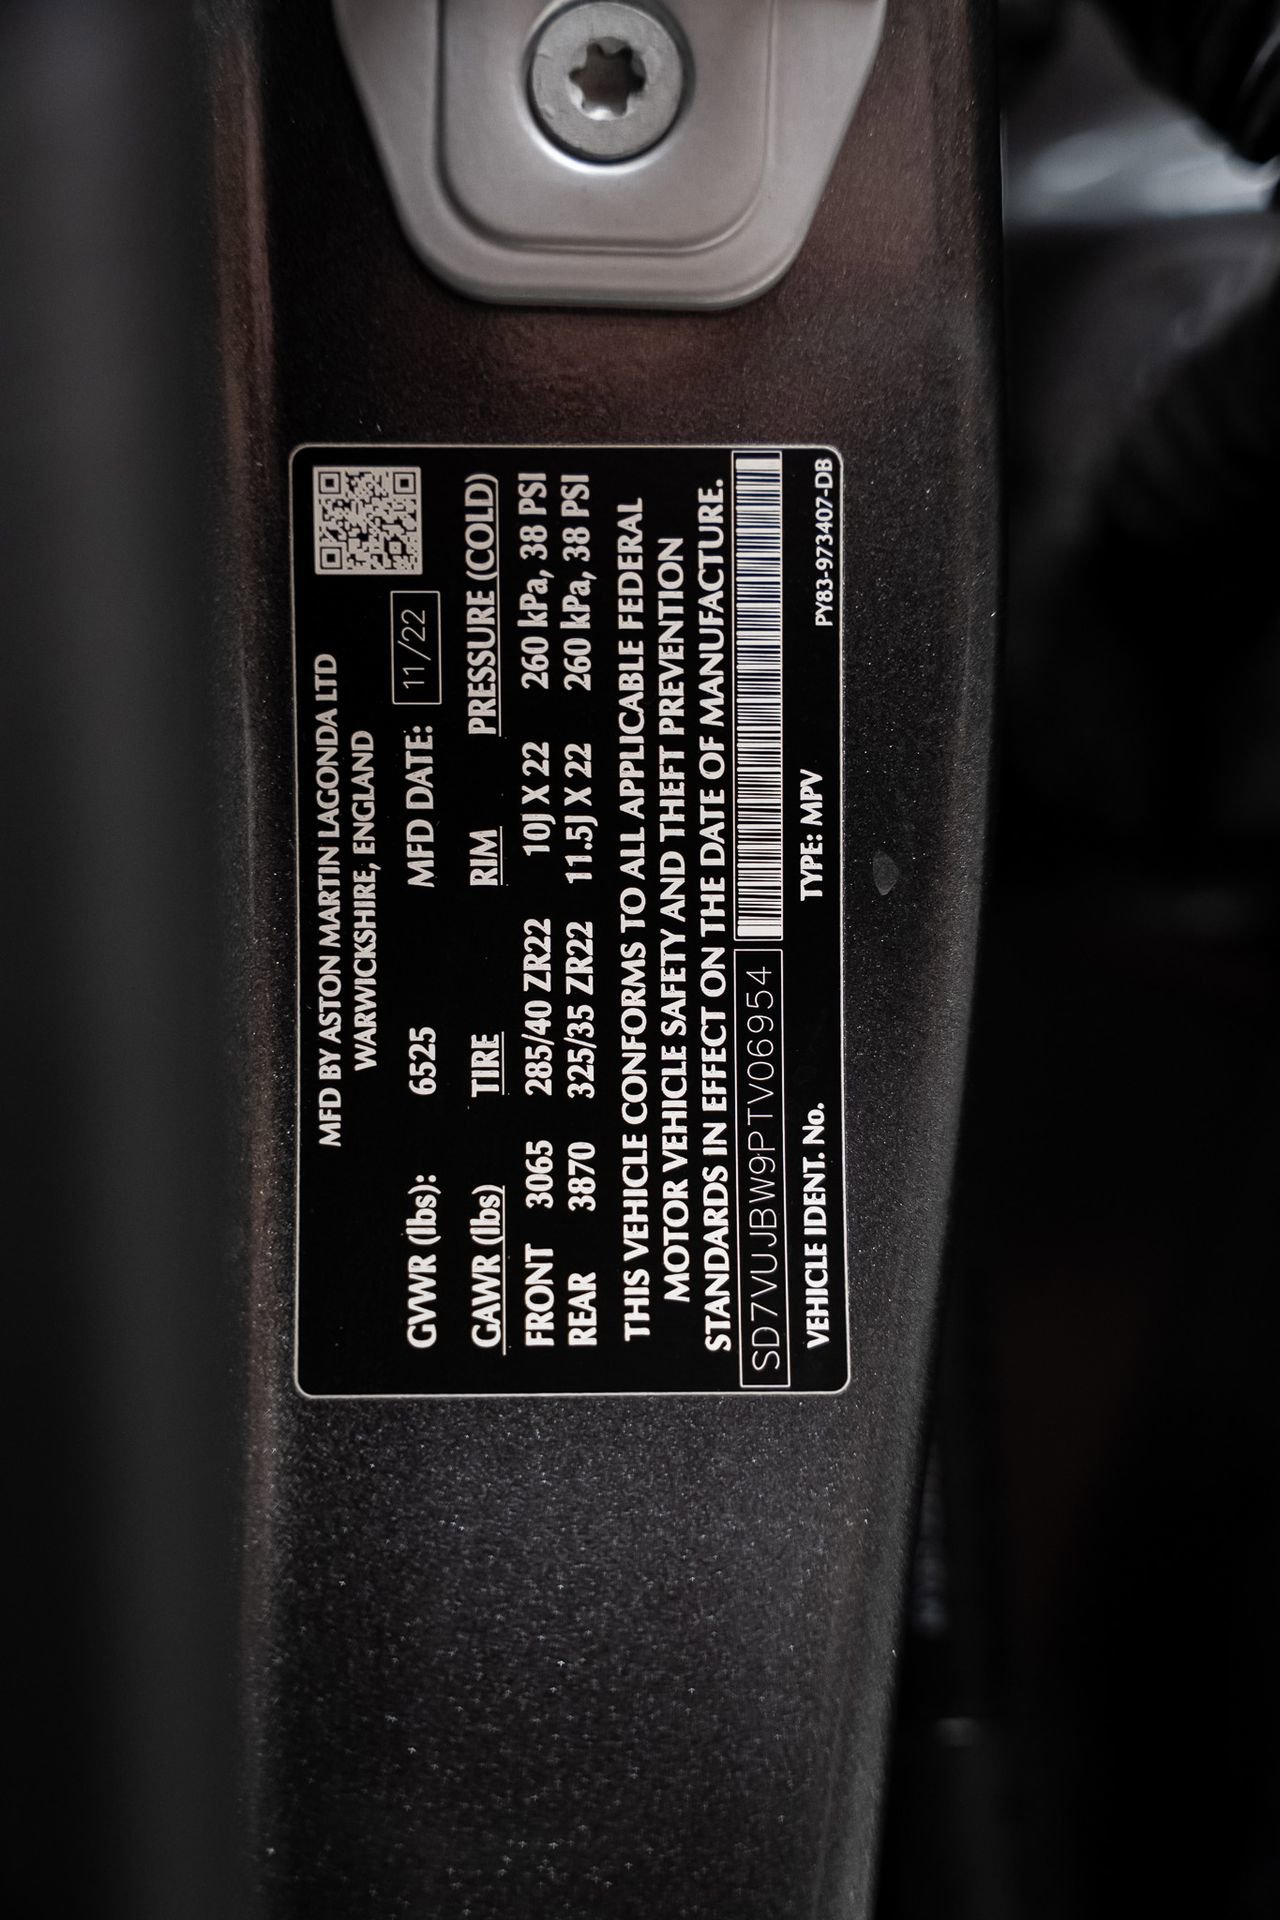 MFD BY ASTON MARTIN LAGONDA LTD
WARWICKSHIRE, ENGLAND
GVWR (lbs): 6525 MFD DATE: 11/22
GAWR (lbs) TIRE RIM PRESSURE (COLD)
FRONT 3065 285/40 ZR22 10J X 22 260 kPa, 38 PSI
REAR 3870 325/35 ZR22 11.5J X 22 260 kPa, 38 PSI
THIS VEHICLE CONFORMS TO ALL APPLICABLE FEDERAL
MOTOR VEHICLE SAFETY AND THEFT PREVENTION
STANDARDS IN EFFECT ON THE DATE OF MANUFACTURE.
SD7VUJBW9PTV06954
VEHICLE IDENT. No. TYPE: MPV PY83-973407-DB